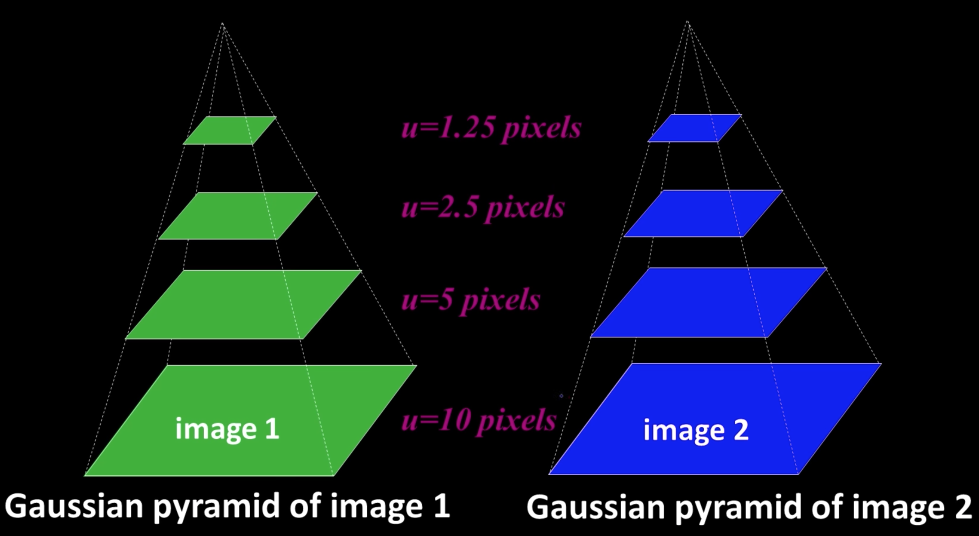 u=1.25 pixels
u=2.5 pixels
u=5 pixels
u=10 pixels
image 1
image 2
Gaussian pyramid of image 1
Gaussian pyramid of image 2